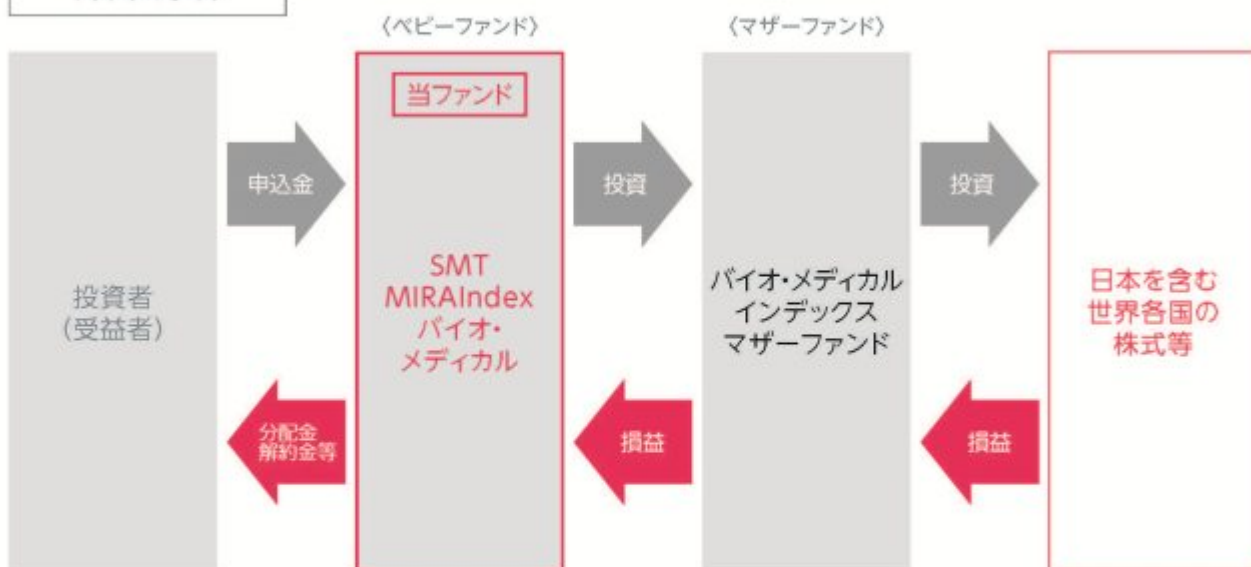 〈ベビーファンド〉
〈マザーファンド〉
当ファンド
申込金
投資
投資
投資者
(受益者)
SMT
MIRAIndex
バイオ・
メディカル
バイオ・メディカル
インデックス
マザーファンド
日本を含む
世界各国の
株式等
分配金
解約金等
損益
損益